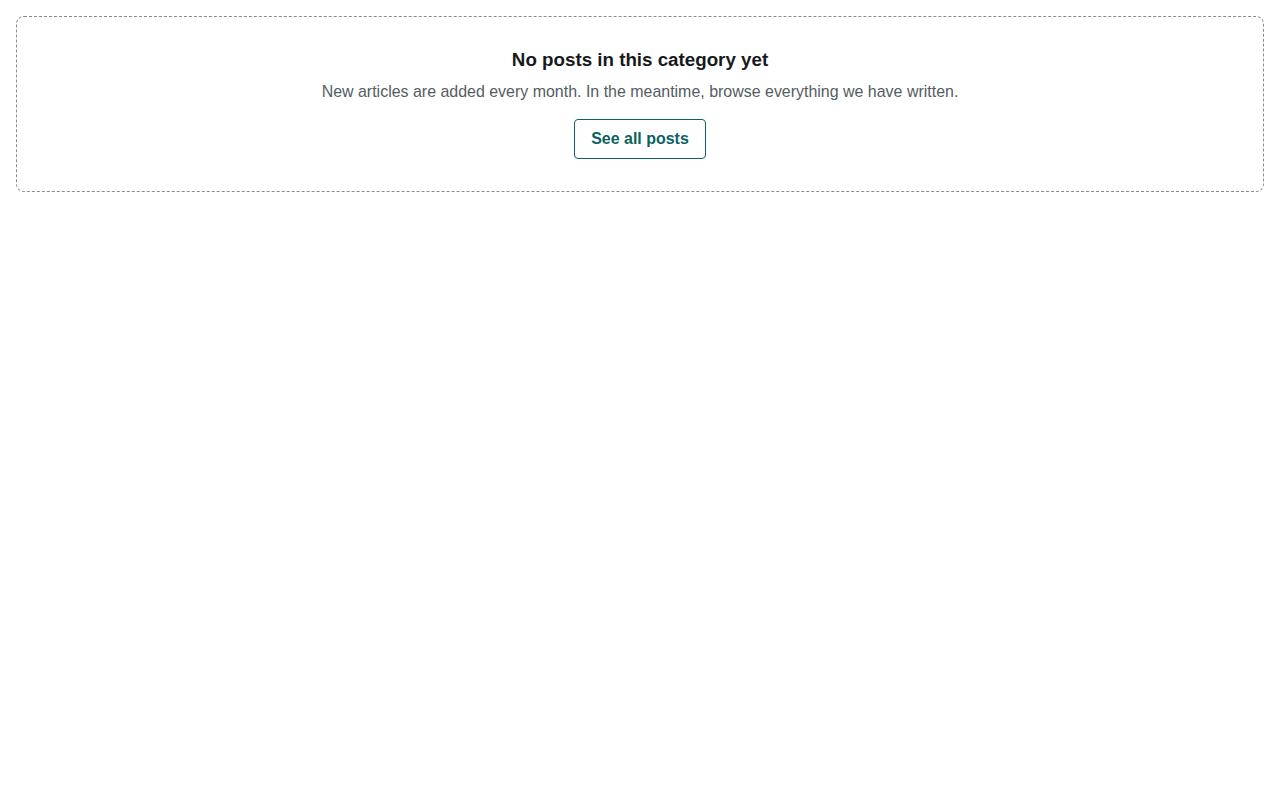 No posts in this category yet
New articles are added every month. In the meantime, browse everything we have written.
See all posts